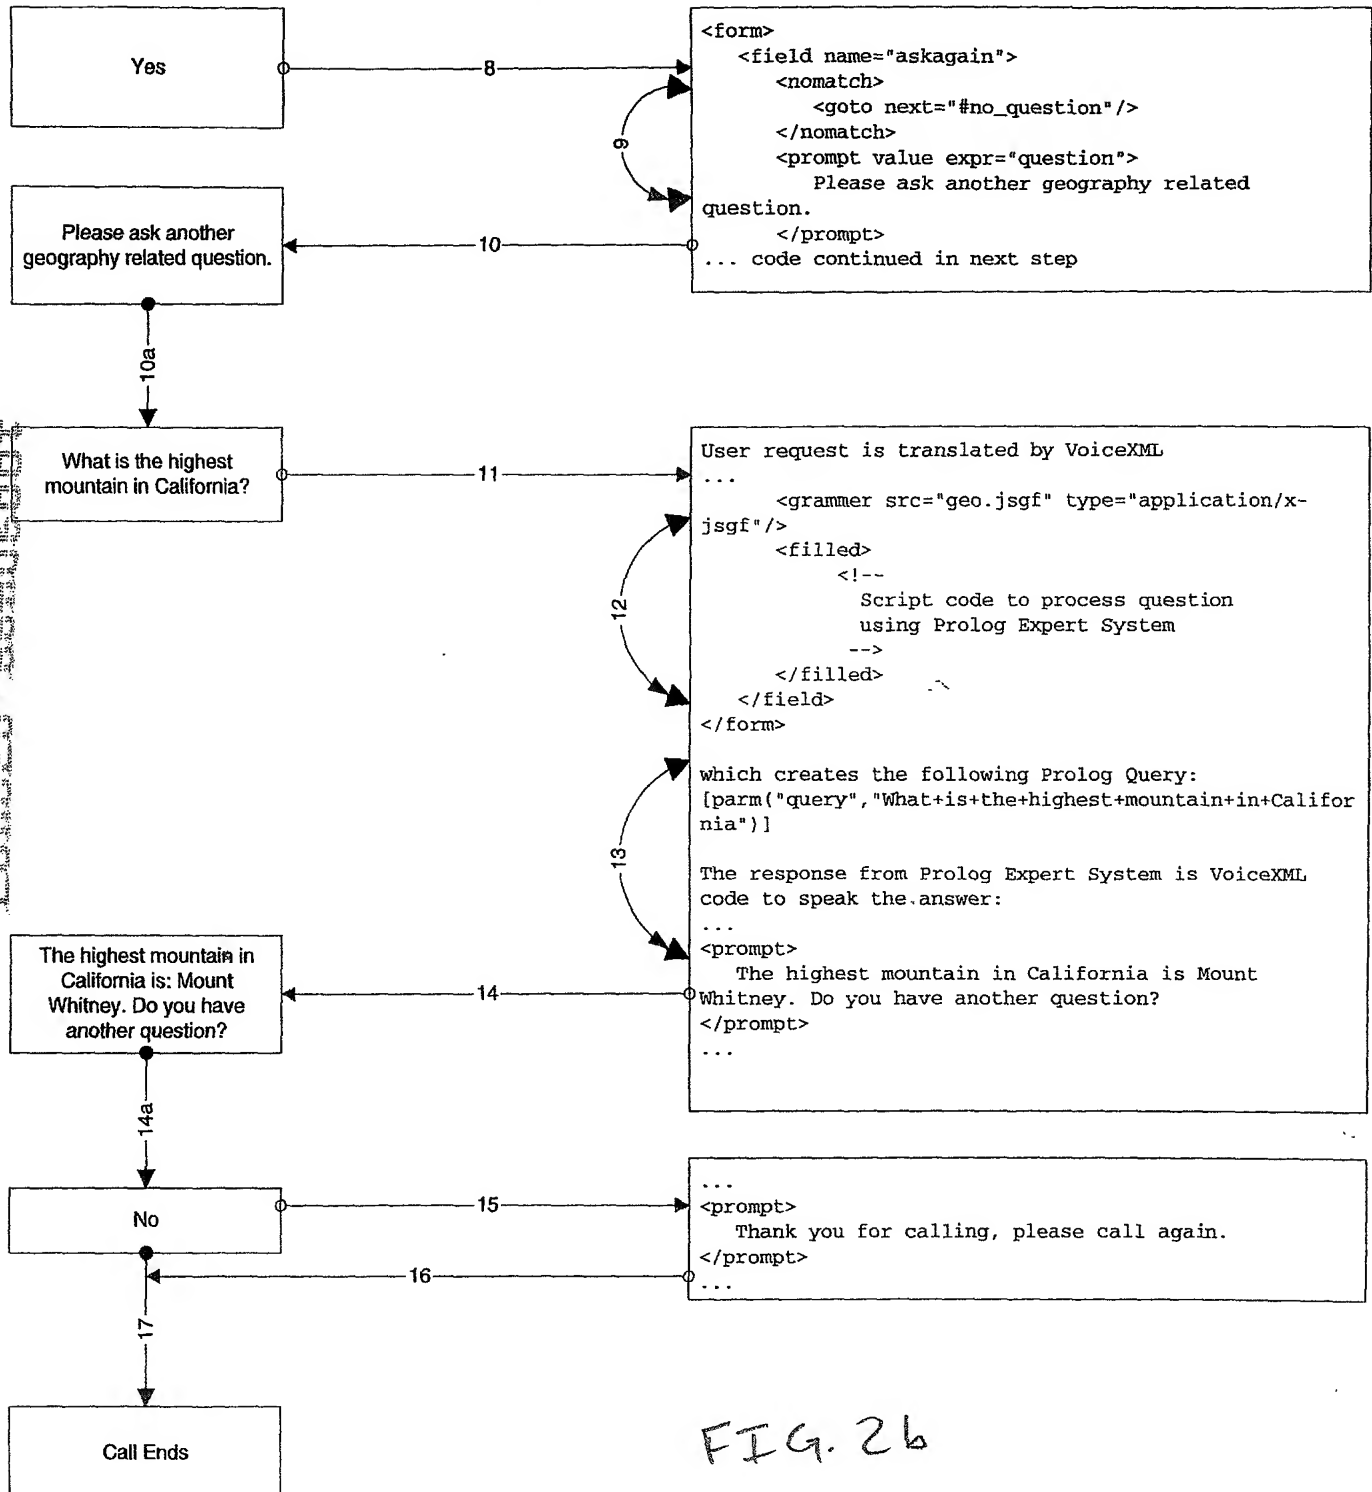 Yes
8
<form>
<field name="askagain">
<nomatch>
<goto next="#no_question"/>
</nomatch>
<prompt value expr="question">
Please ask another geography related
question.
</prompt>
... code continued in next step
9
Please ask another
geography related question.
10
10a
What is the highest
mountain in California?
11
User request is translated by VoiceXML
...
<grammer src="geo.jsgf" type="application/x-
jsgf"/>
<filled>
<!--
Script code to process question
using Prolog Expert System
-->
</filled>
</field>
</form>
12
which creates the following Prolog Query:
[parm("query","What+is+the+highest+mountain+in+Califor
nia")]
13
The response from Prolog Expert System is VoiceXML
code to speak the answer:
...
<prompt>
The highest mountain in California is Mount
Whitney. Do you have another question?
</prompt>
...
The highest mountain in
California is: Mount
Whitney. Do you have
another question?
14
14a
No
15
...
<prompt>
Thank you for calling, please call again.
</prompt>
...
16
17
Call Ends
FIG. 2b